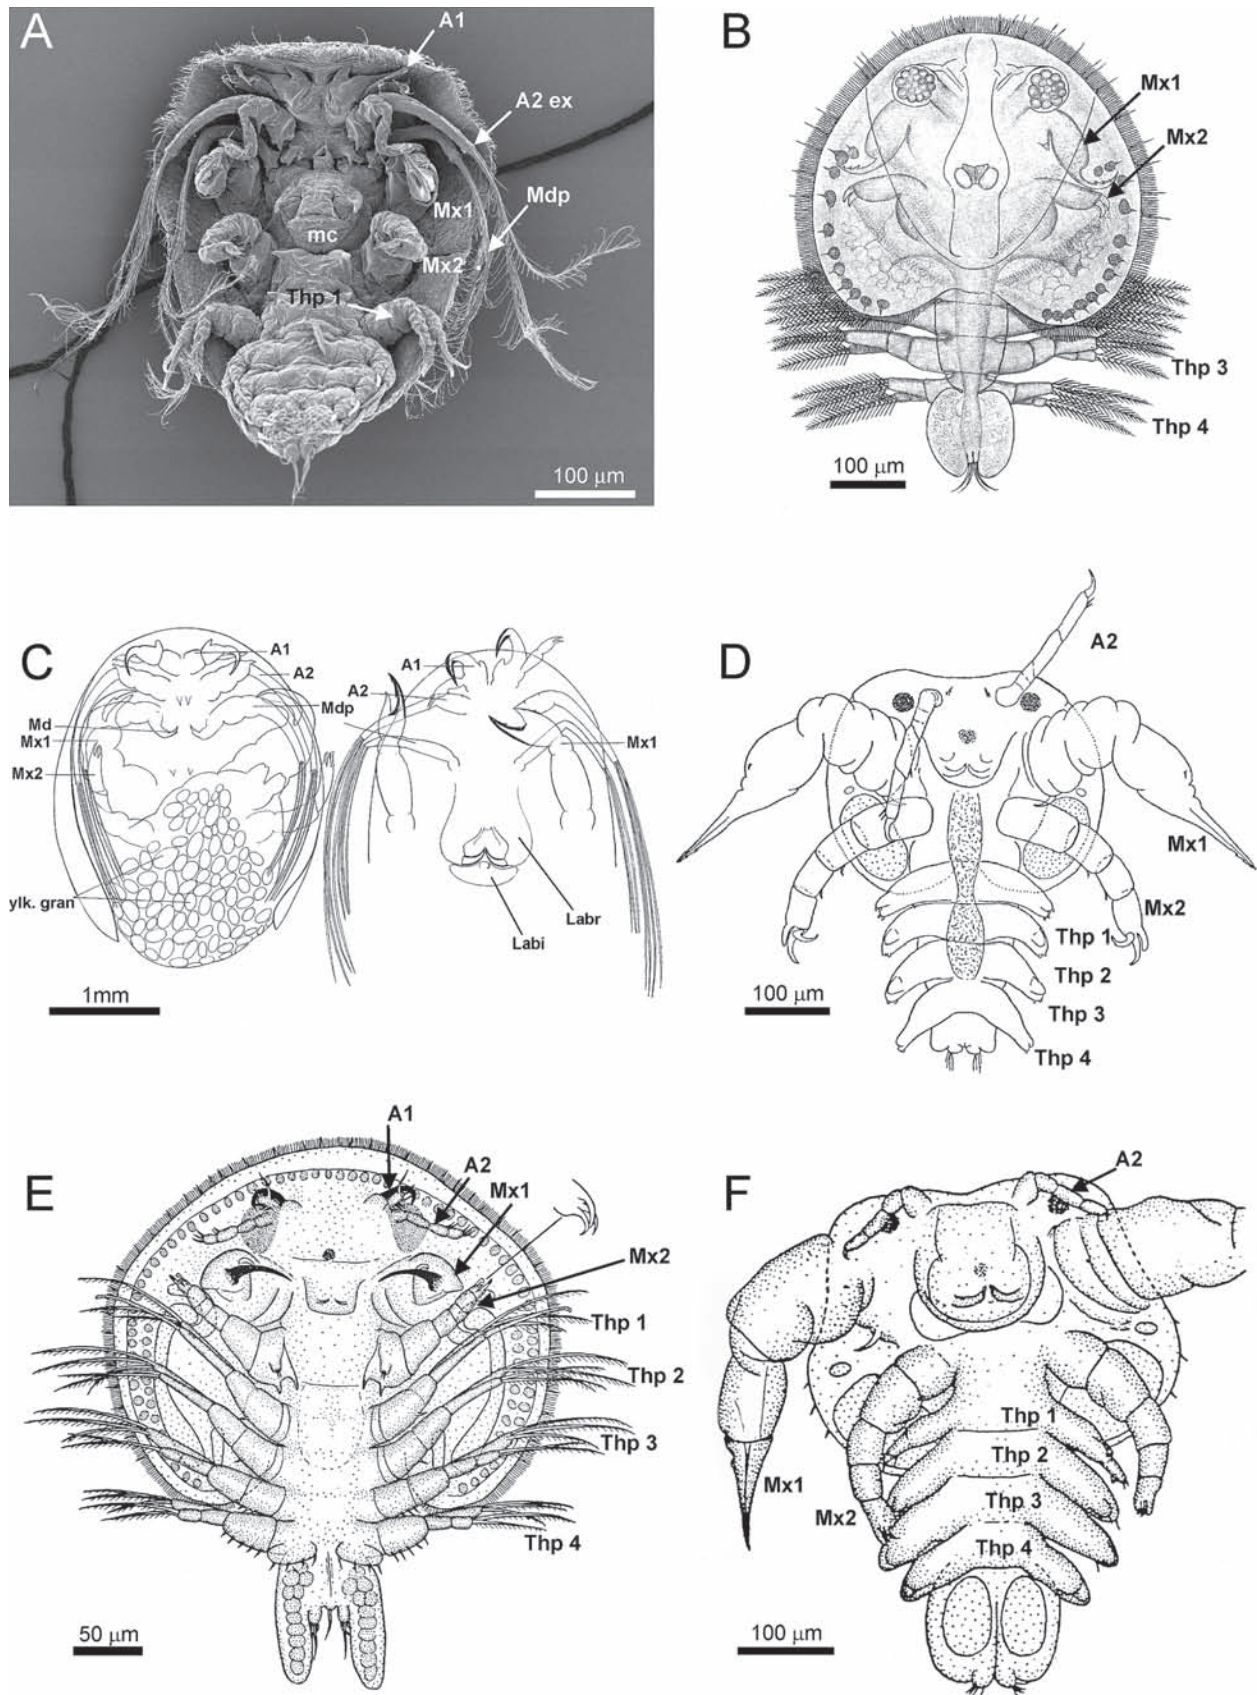 A
A1
A2 ex
Mdp
Mx1
mc
Mx2
Thp 1
100 μm
B
Mx1
Mx2
Thp 3
Thp 4
100 μm
C
A1
A2
Mdp
Md
Mx1
Mx2
ylk. gran
1mm
A1
A2
Mx1
Labr
Labi
D
A2
Mx1
Mx2
Thp 1
Thp 2
Thp 3
Thp 4
100 μm
E
A1
A2
Mx1
Mx2
Thp 1
Thp 2
Thp 3
Thp 4
50 μm
F
A2
Thp 1
Thp 2
Thp 3
Thp 4
Mx1
Mx2
100 μm